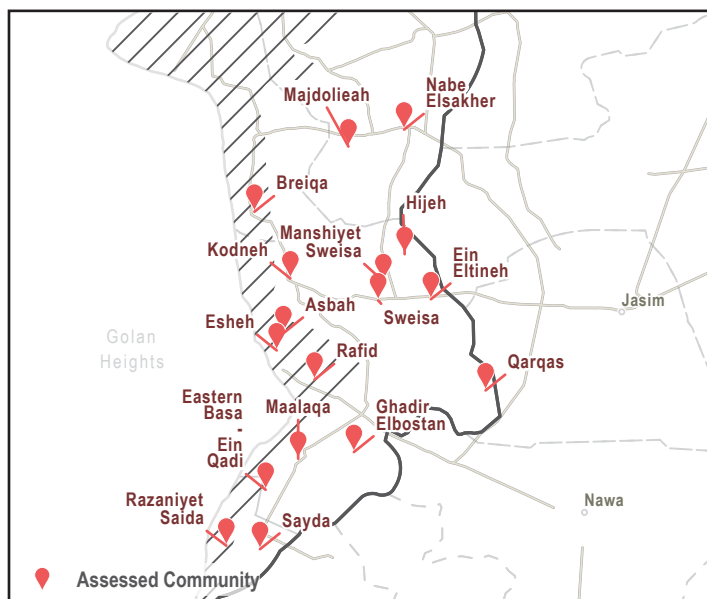 Nabe
Elsakher
Majdolieah
Breiqa
Hijeh
Manshiyet
Sweisa
Kodneh
Ein
Eltineh
Asbah
Sweisa
Jasim
Esheh
Golan
Heights
Rafid
Qarqas
Eastern
Basa
-
Ein
Qadi
Maalaqa
Ghadir
Elbostan
Razaniyet
Saida
Sayda
Nawa
Assessed Community